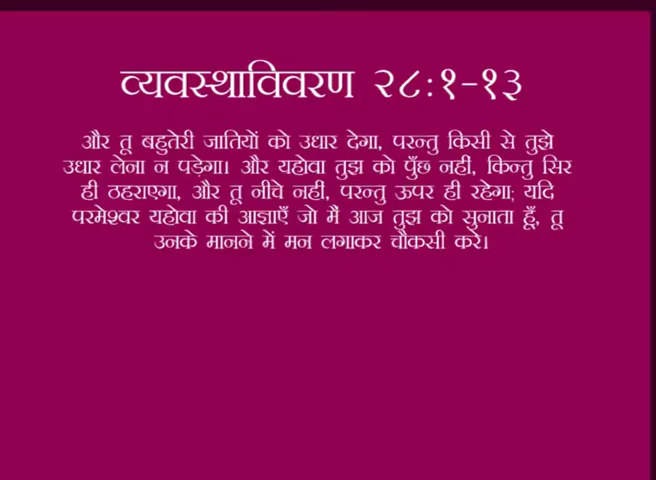 व्यवस्थाविवरण २८:१-१३
और तू बहुतेरी जातियों को उधार देगा, परन्तु किसी से तुझे
उधार लेना न पड़ेगा। और यहोवा तुझ को पुँछ नहीं, किन्तु सिर
ही ठहराएगा, और तू नीचे नहीं, परन्तु ऊपर ही रहेगा; यदि
परमेश्वर यहोवा की आज्ञाएँ जो मैं आज तुझ को सुनाता हूँ, तू
उनके मानने में मन लगाकर चौकसी करे।